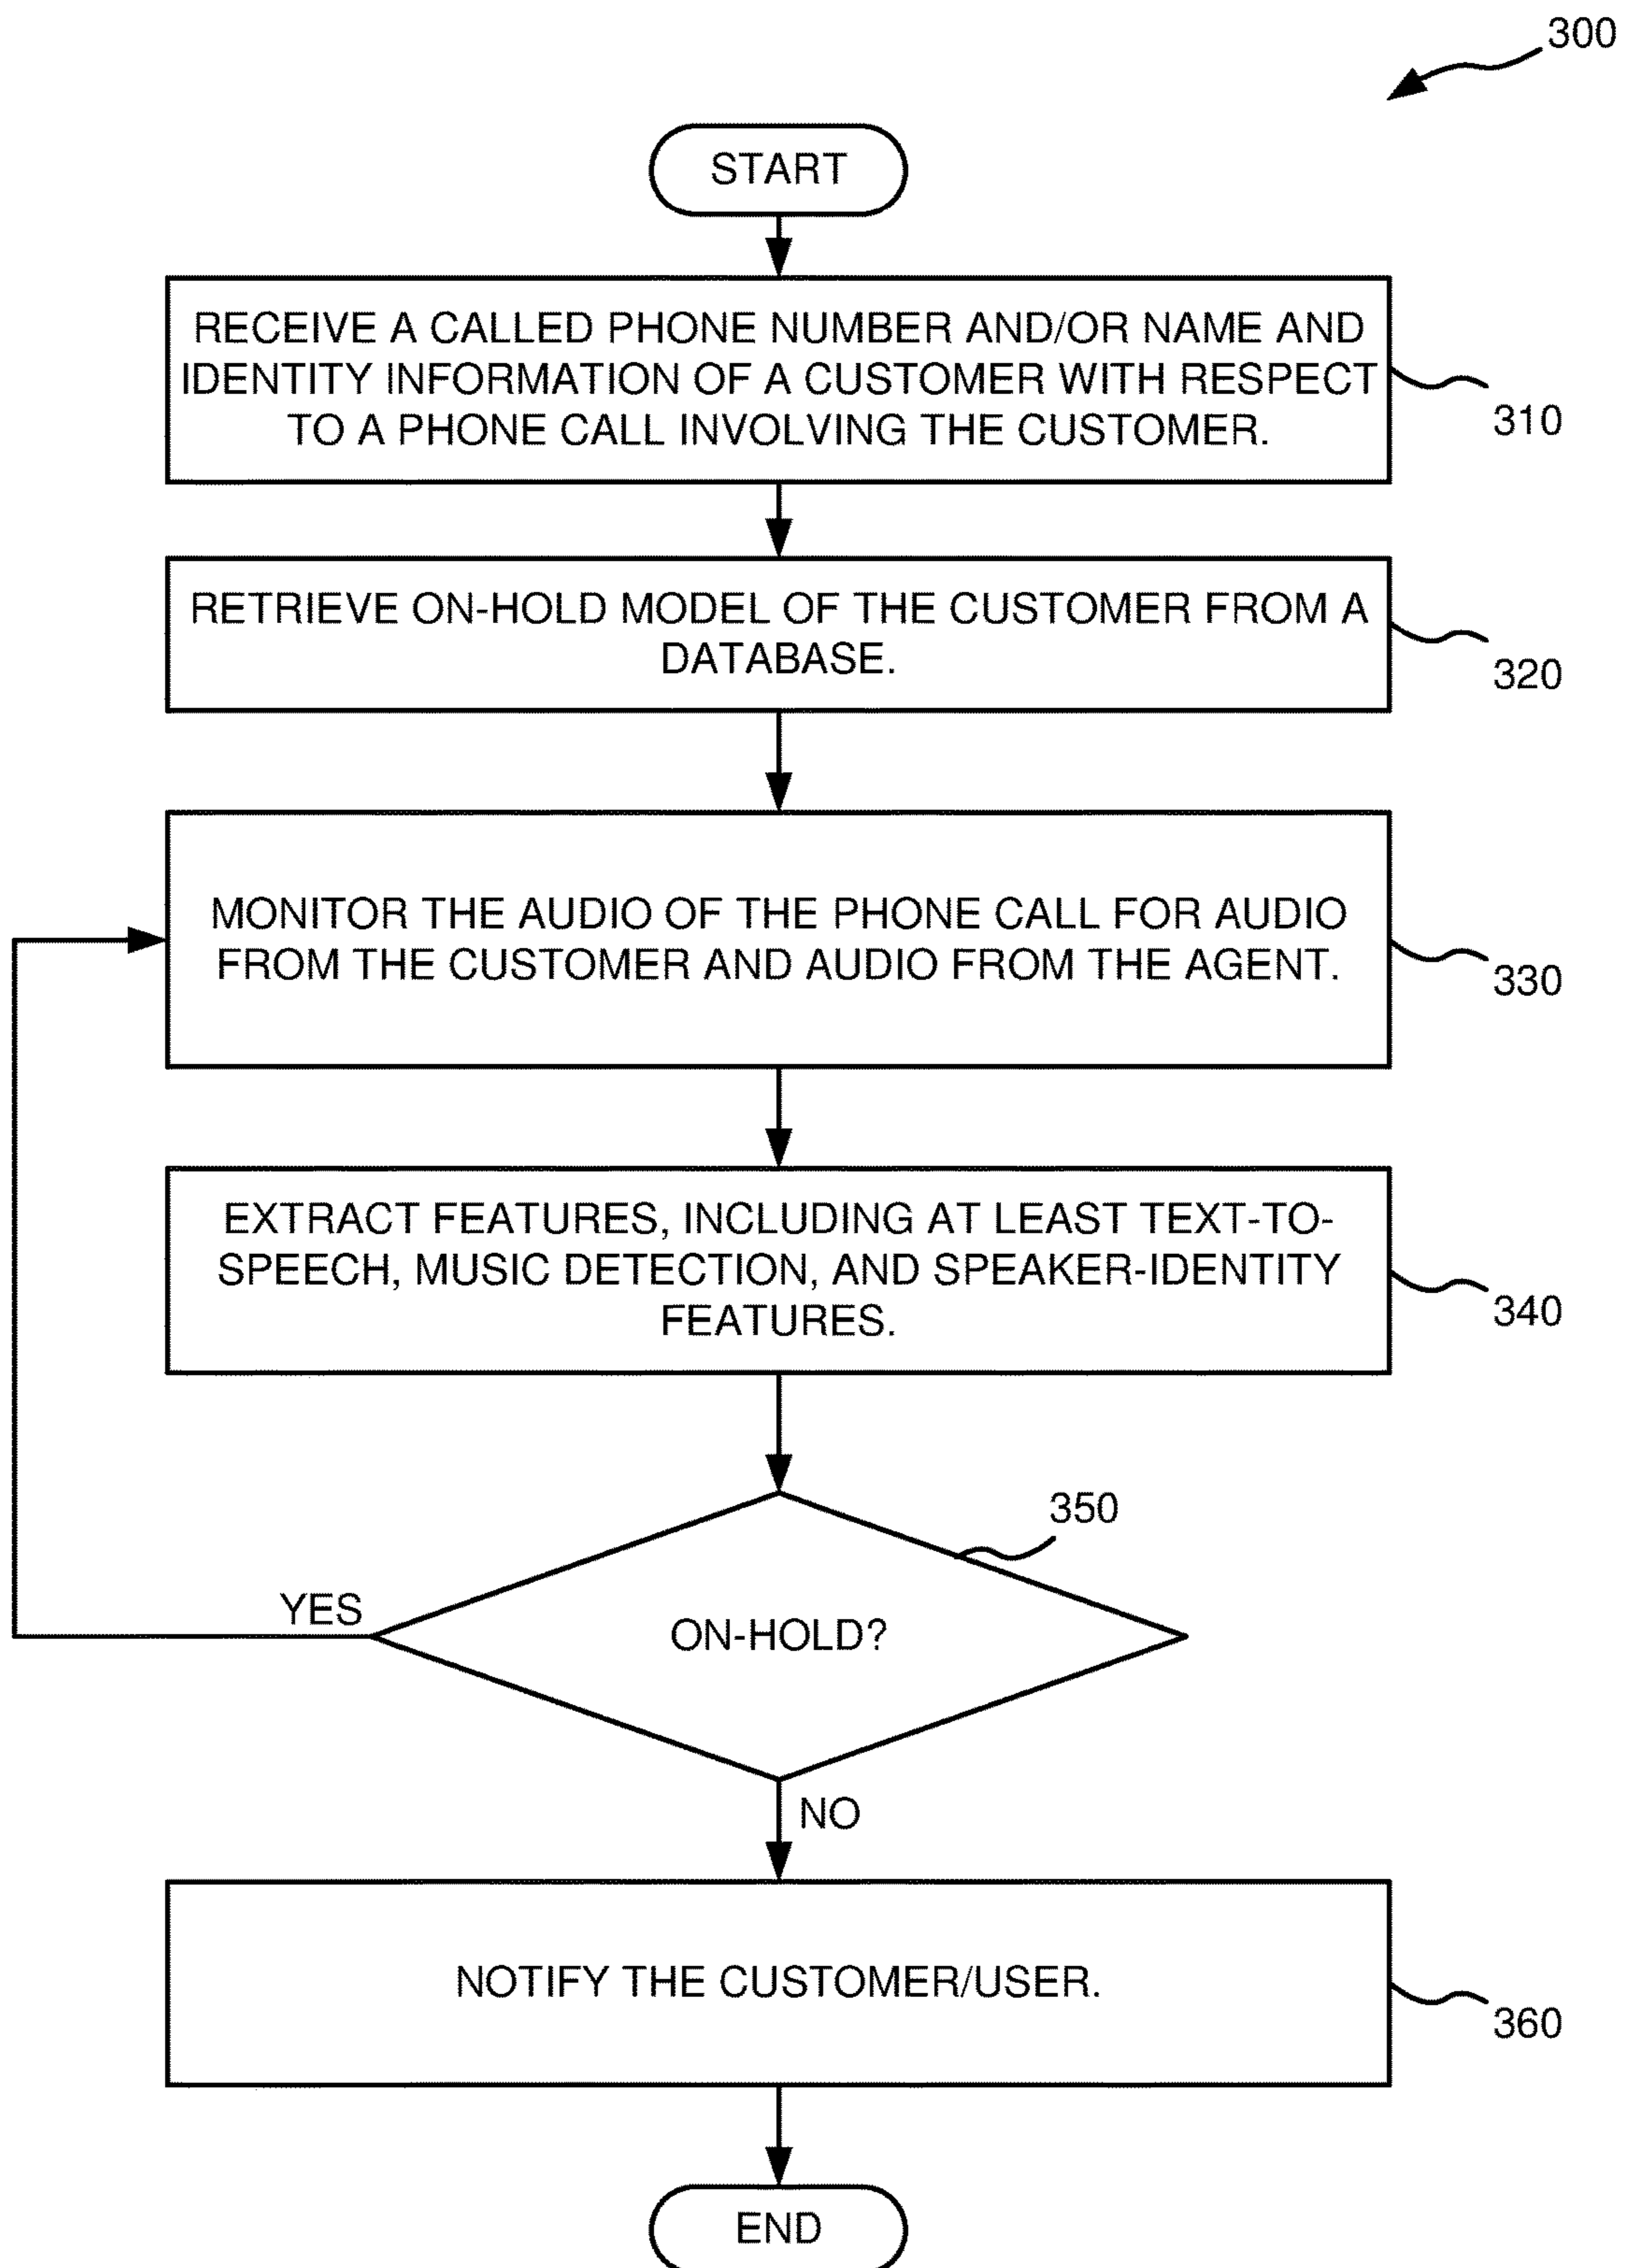 300
START
RECEIVE A CALLED PHONE NUMBER AND/OR NAME AND
IDENTITY INFORMATION OF A CUSTOMER WITH RESPECT
TO A PHONE CALL INVOLVING THE CUSTOMER.
310
RETRIEVE ON-HOLD MODEL OF THE CUSTOMER FROM A
DATABASE.
320
MONITOR THE AUDIO OF THE PHONE CALL FOR AUDIO
FROM THE CUSTOMER AND AUDIO FROM THE AGENT.
330
EXTRACT FEATURES, INCLUDING AT LEAST TEXT-TO-
SPEECH, MUSIC DETECTION, AND SPEAKER-IDENTITY
FEATURES.
340
350
YES
ON-HOLD?
NO
NOTIFY THE CUSTOMER/USER.
360
END